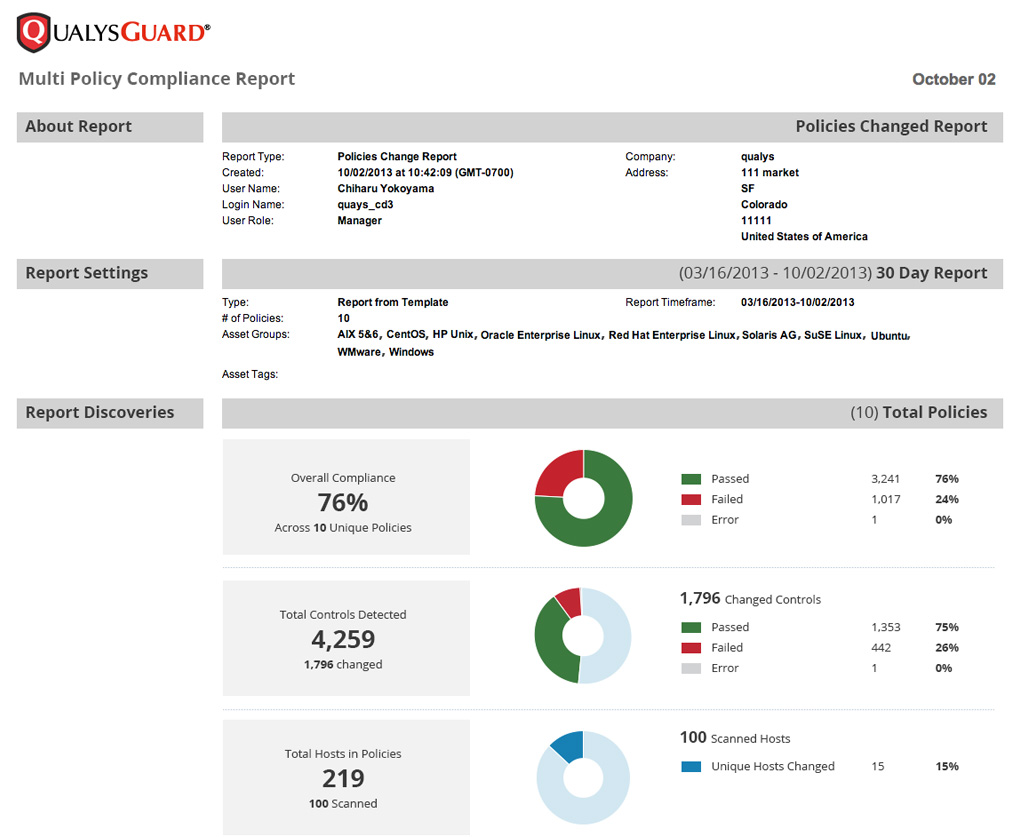 QUALYSGUARD®
Multi Policy Compliance Report
October 02
About Report
Policies Changed Report
Report Type: Policies Change Report
Company: qualys
Created: 10/02/2013 at 10:42:09 (GMT-0700)
Address: 111 market
User Name: Chiharu Yokoyama
SF
Login Name: quays_cd3
Colorado
User Role: Manager
11111
United States of America
Report Settings
(03/16/2013 - 10/02/2013) 30 Day Report
Type: Report from Template
Report Timeframe: 03/16/2013-10/02/2013
# of Policies: 10
Asset Groups: AIX 5&6, CentOS, HP Unix, Oracle Enterprise Linux, Red Hat Enterprise Linux, Solaris AG, SuSE Linux, Ubuntu,
WMware, Windows
Asset Tags:
Report Discoveries
(10) Total Policies
Overall Compliance
76%
Across 10 Unique Policies
Passed 3,241 76%
Failed 1,017 24%
Error 1 0%
Total Controls Detected
4,259
1,796 changed
1,796 Changed Controls
Passed 1,353 75%
Failed 442 26%
Error 1 0%
Total Hosts in Policies
219
100 Scanned
100 Scanned Hosts
Unique Hosts Changed 15 15%